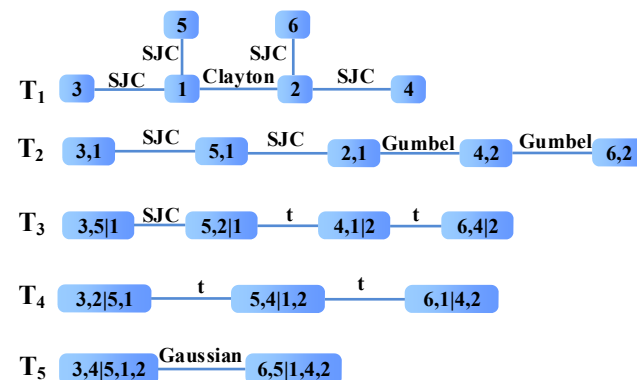 5 6
SJC SJC
T1 3 SJC 1 Clayton 2 SJC 4
T2 3,1 SJC 5,1 SJC 2,1 Gumbel 4,2 Gumbel 6,2
T3 3,5|1 SJC 5,2|1 t 4,1|2 t 6,4|2
T4 3,2|5,1 t 5,4|1,2 t 6,1|4,2
T5 3,4|5,1,2 Gaussian 6,5|1,4,2